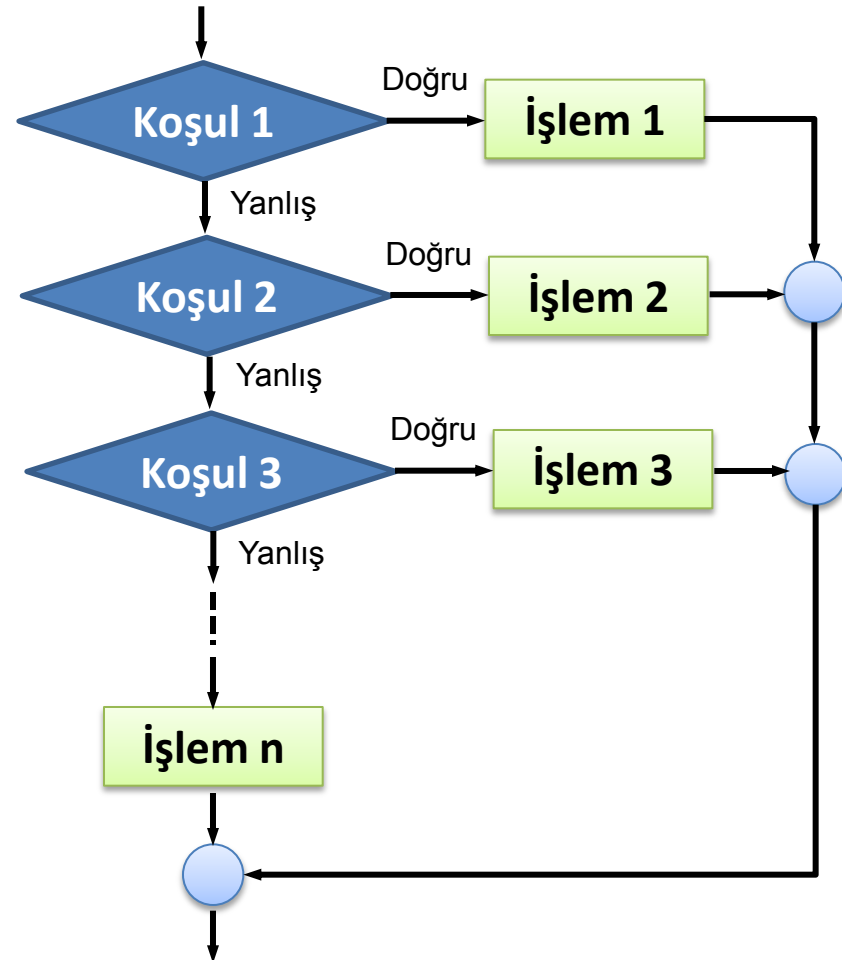 Doğru
Koşul 1
İşlem 1
Yanlış
Doğru
Koşul 2
İşlem 2
Yanlış
Doğru
Koşul 3
İşlem 3
Yanlış
İşlem n